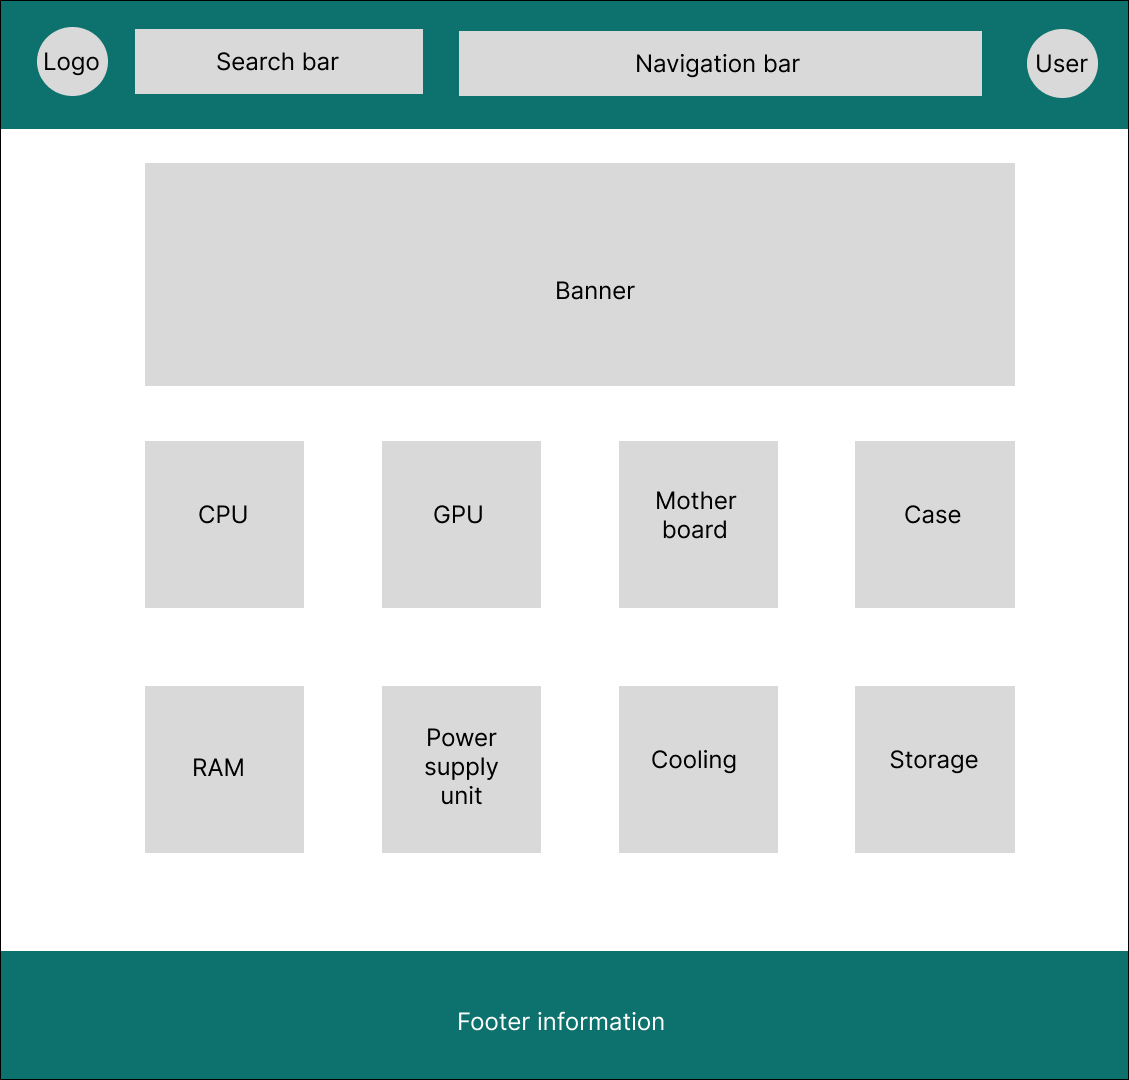 Logo
Search bar
Navigation bar
User
Banner
CPU
GPU
Mother
board
Case
RAM
Power
supply
unit
Cooling
Storage
Footer information